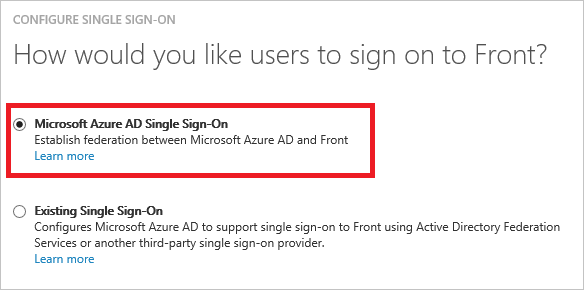 CONFIGURE SINGLE SIGN-ON
How would you like users to sign on to Front?
Microsoft Azure AD Single Sign-On
Establish federation between Microsoft Azure AD and Front
Learn more
Existing Single Sign-On
Configures Microsoft Azure AD to support single sign-on to Front using Active Directory Federation
Services or another third-party single sign-on provider.
Learn more